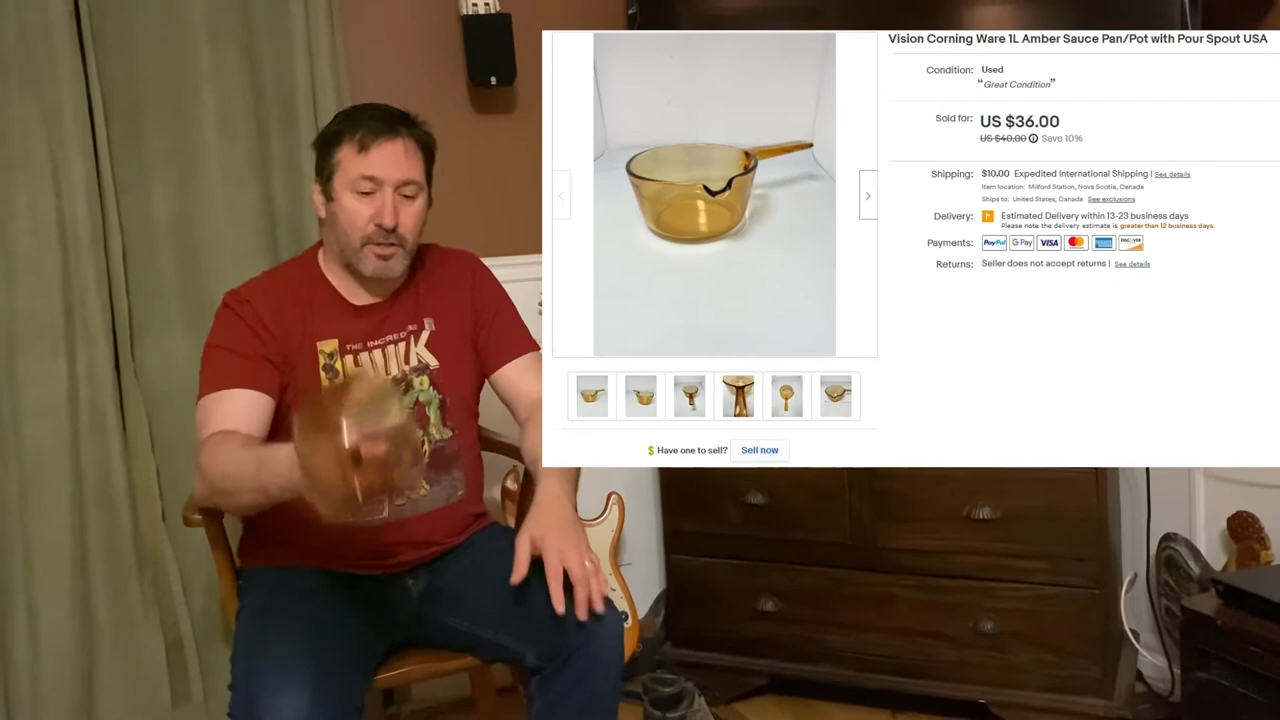 Vision Corning Ware 1L Amber Sauce Pan/Pot with Pour Spout USA
Condition: Used
“Great Condition”
Sold for: US $36.00
US $40.00 Save 10%
Shipping: $10.00 Expedited International Shipping | See details
Item location: Milford Station, Nova Scotia, Canada
Ships to: United States, Canada See exclusions
Delivery: Estimated Delivery within 13-23 business days
Please note the delivery estimate is greater than 12 business days.
Payments: PayPal G Pay VISA DISCOVER
Returns: Seller does not accept returns | See details
$ Have one to sell? Sell now
THE INCREDIBLE
HULK